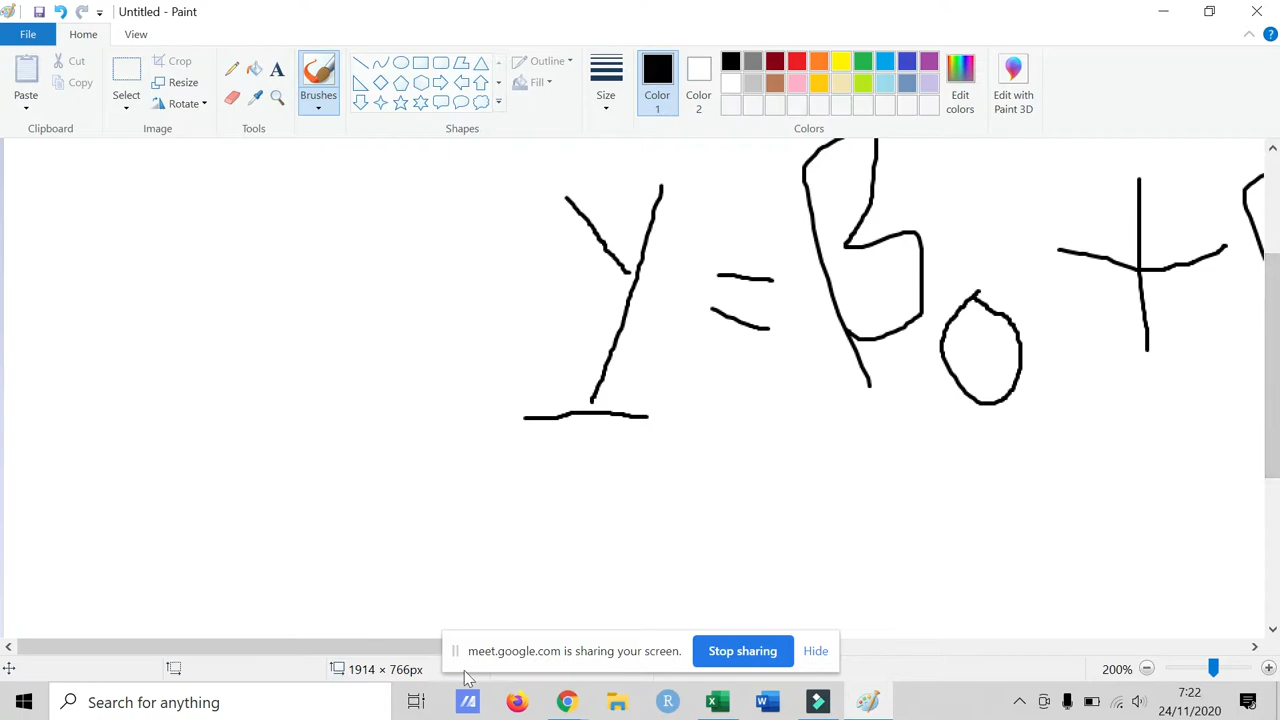 Untitled - Paint
File Home View
Paste
Cut
Copy
Clipboard
Select
Crop
Resize
Rotate
Image
Tools
Brushes
Outline
Fill
Shapes
Size
Color 1
Color 2
Edit colors
Colors
Edit with Paint 3D
y = β0 +
meet.google.com is sharing your screen. Stop sharing Hide
1914 × 766px 200%
Search for anything
7:22
24/11/2020